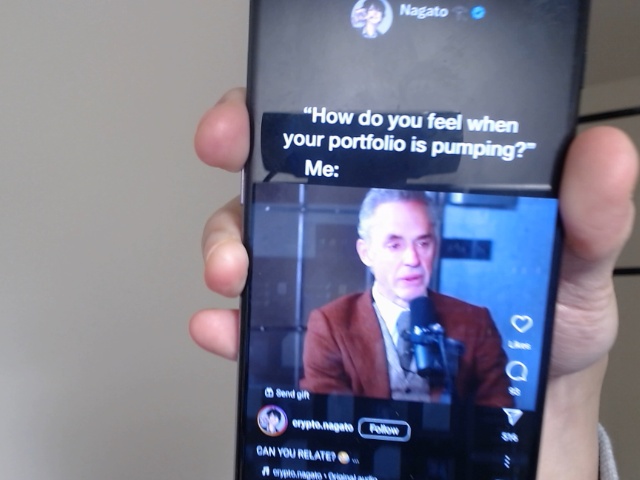 Nagato
“How do you feel when
your portfolio is pumping?”
Me:
Likes
Send gift
crypto.nagato
Follow
CAN YOU RELATE? 😂 ...
crypto.nagato • Original audio